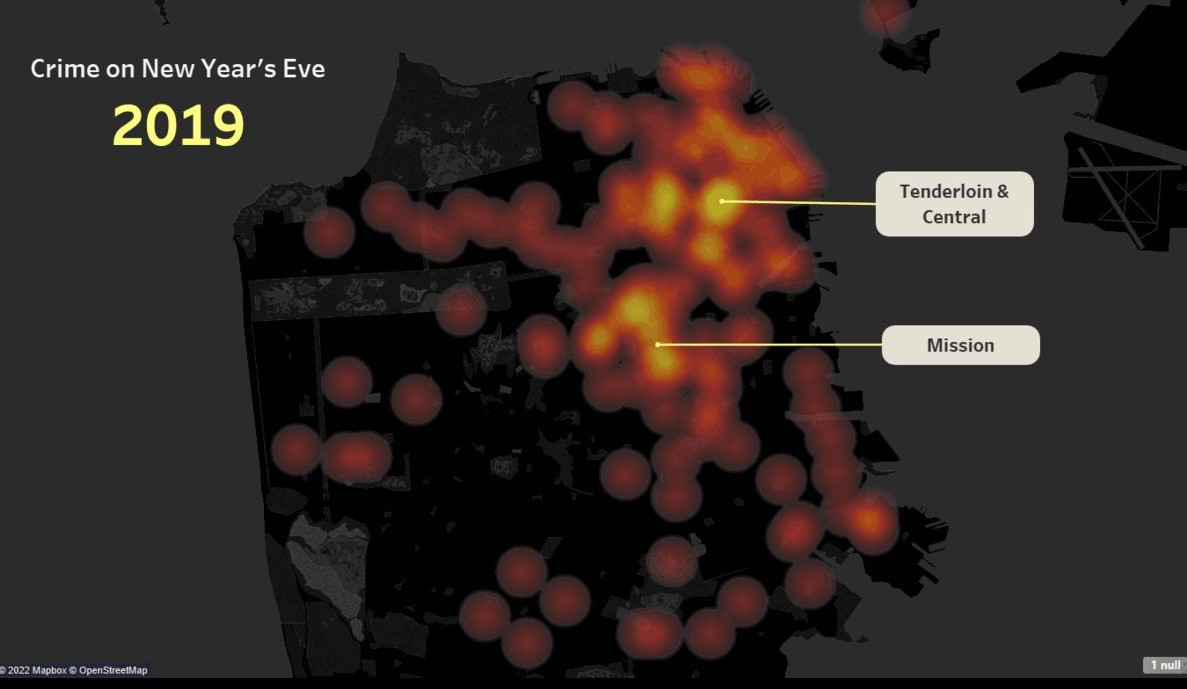 Crime on New Year's Eve
2019
Tenderloin &
Central
Mission
© 2022 Mapbox © OpenStreetMap
1 null